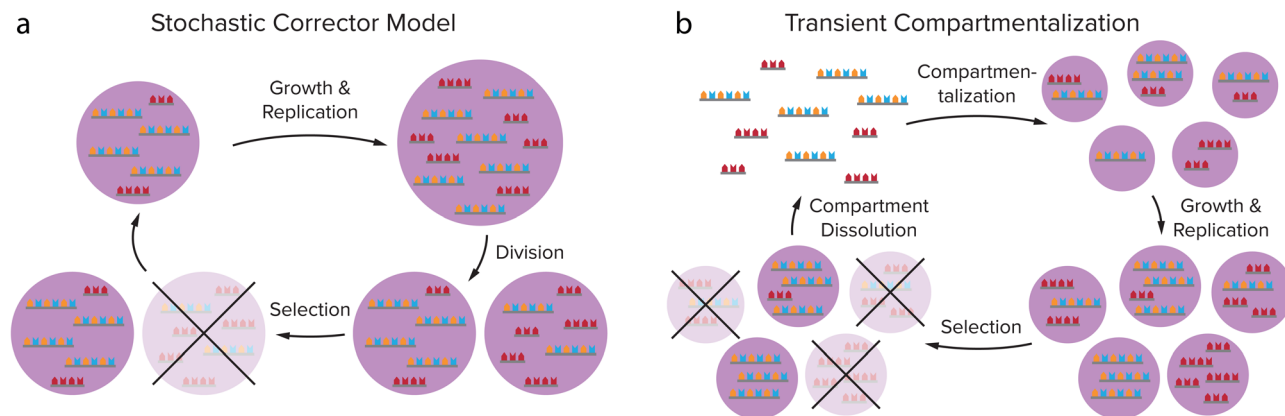 a
Stochastic Corrector Model
Growth &
Replication
Division
Selection
b
Transient Compartmentalization
Compartmen-
talization
Growth &
Replication
Selection
Compartment
Dissolution